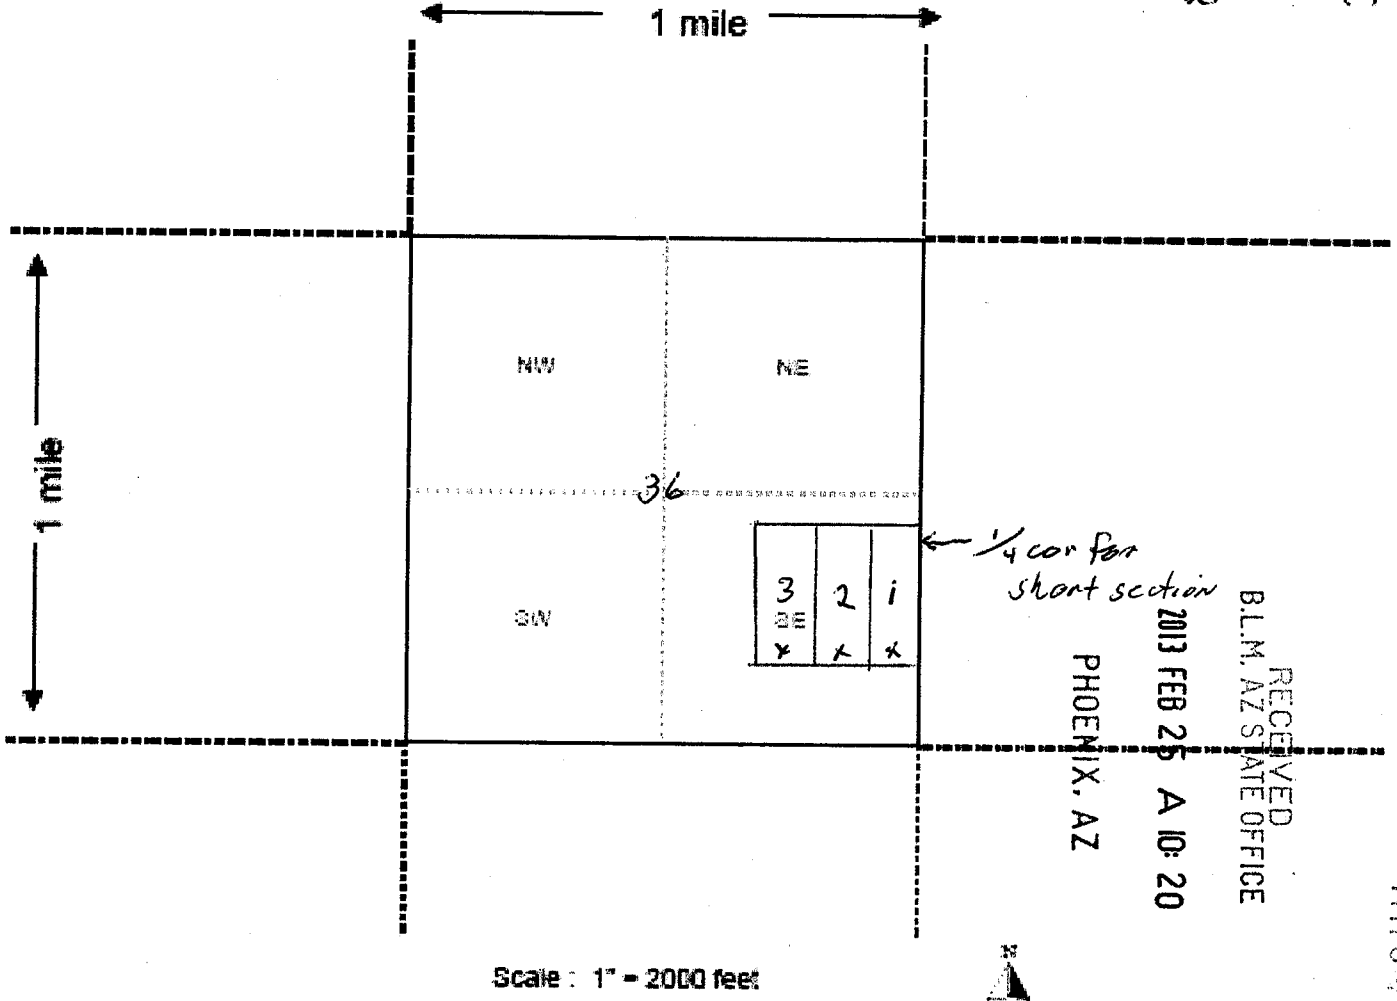 1 mile
1 mile
NW
NE
36
SW
SE
3
2
1
x
x
x
1/4 cor for
short section
RECEIVED
B.L.M. AZ STATE OFFICE
2013 FEB 25 A 10: 20
PHOENIX, AZ
Scale : 1" = 2000 feet
N